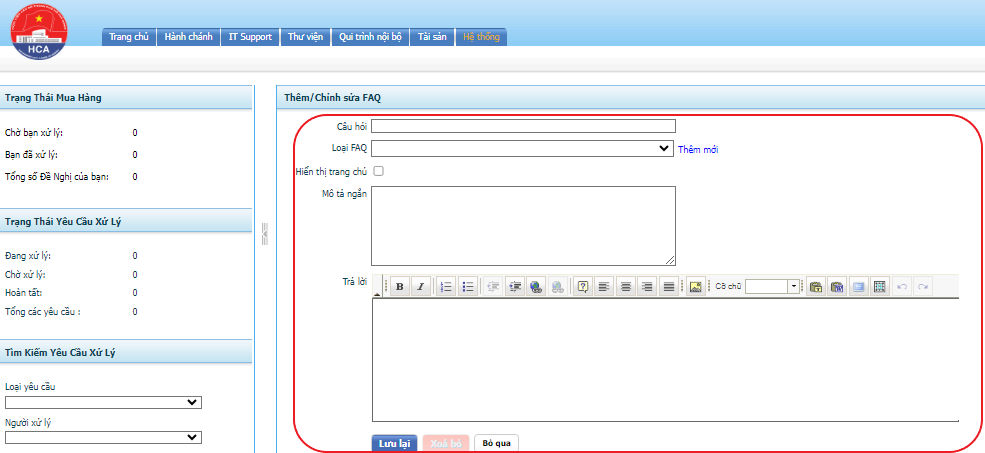 HCA
Trang chủ Hành chánh IT Support Thư viện Qui trình nội bộ Tài sản Hệ thống
Trạng Thái Mua Hàng
Chờ bạn xử lý: 0
Bạn đã xử lý: 0
Tổng số Đề Nghị của bạn: 0
Trạng Thái Yêu Cầu Xử Lý
Đang xử lý: 0
Chờ xử lý: 0
Hoàn tất: 0
Tổng các yêu cầu : 0
Tìm Kiếm Yêu Cầu Xử Lý
Loại yêu cầu
Người xử lý
Thêm/Chỉnh sửa FAQ
Câu hỏi
Loại FAQ Thêm mới
Hiển thị trang chủ
Mô tả ngắn
Trả lời B I Cỡ chữ
Lưu lại Xoá bỏ Bỏ qua